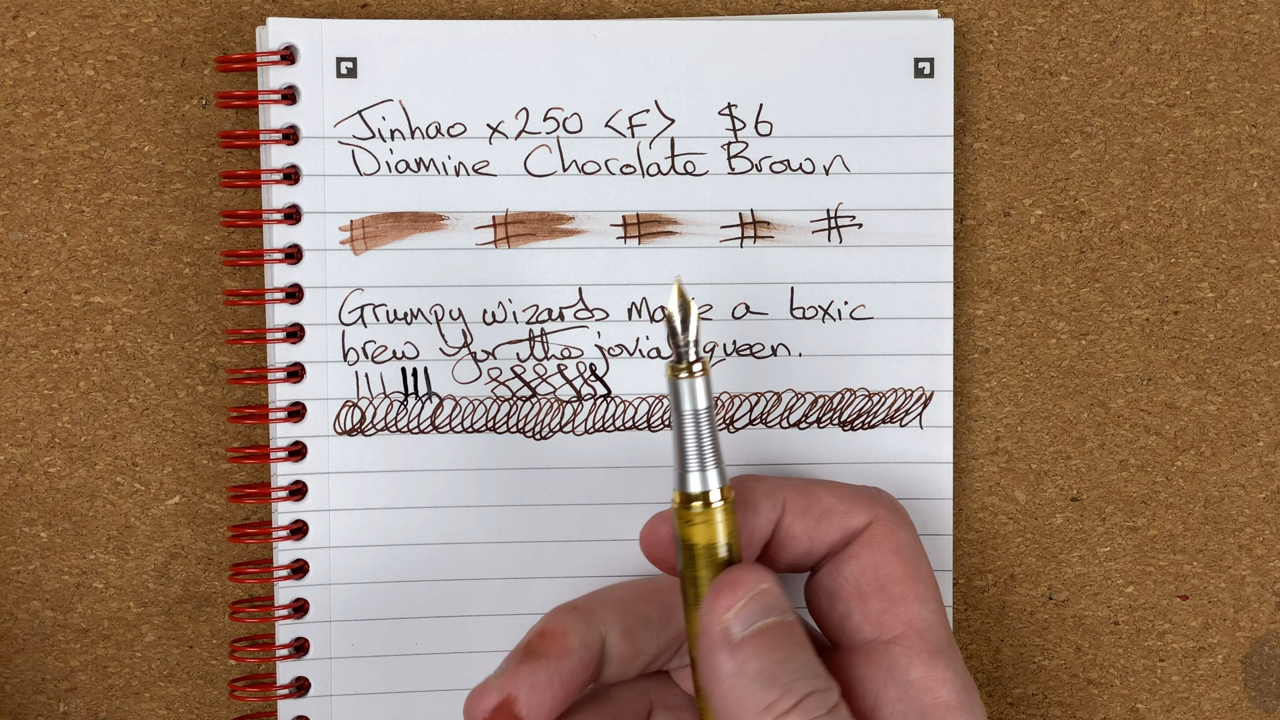 Jinhao x250 <F> $6
Diamine Chocolate Brown
Grumpy wizards make a toxic
brew for the jovial queen.